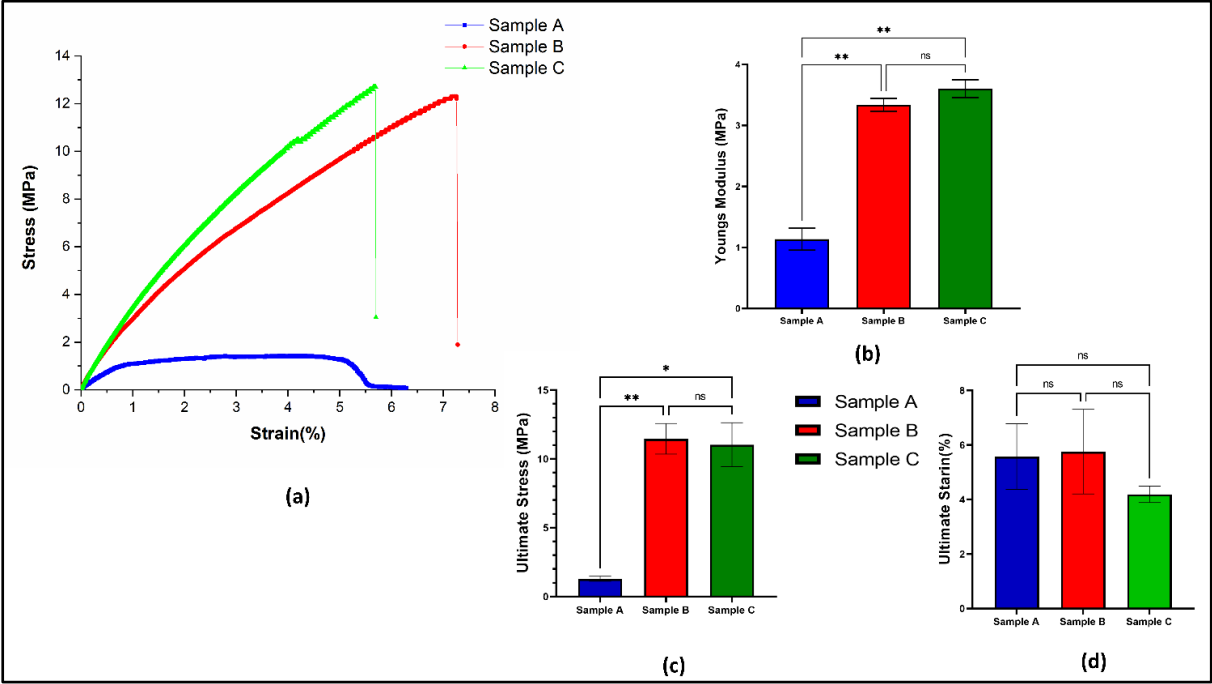 Sample A
Sample B
Sample C
14
12
10
8
6
4
2
0
Stress (MPa)
0 1 2 3 4 5 6 7 8
Strain(%)
(a)
** 
** ns
Youngs Modulus (MPa)
4
3
2
1
0
Sample A Sample B Sample C
(b)
*
** ns
Ultimate Stress (MPa)
15
10
5
0
Sample A Sample B Sample C
(c)
Sample A
Sample B
Sample C
ns
ns ns
Ultimate Starin(%)
8
6
4
2
0
Sample A Sample B Sample C
(d)